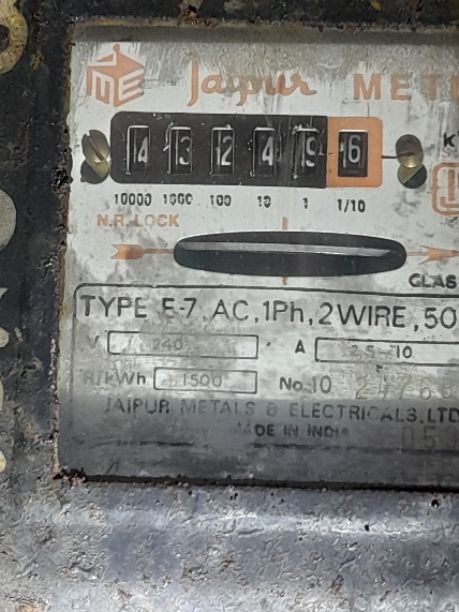 JME Jaipur METE
4 3 2 4 9 6
10000 1000 100 10 1 1/10
N.R. LOCK
CLAS
TYPE E-7, AC, 1Ph, 2WIRE, 50
V 240 A 2.5-10
R/kWh 1500 No. 10
JAIPUR METALS & ELECTRICALS. LTD
MADE IN INDIA